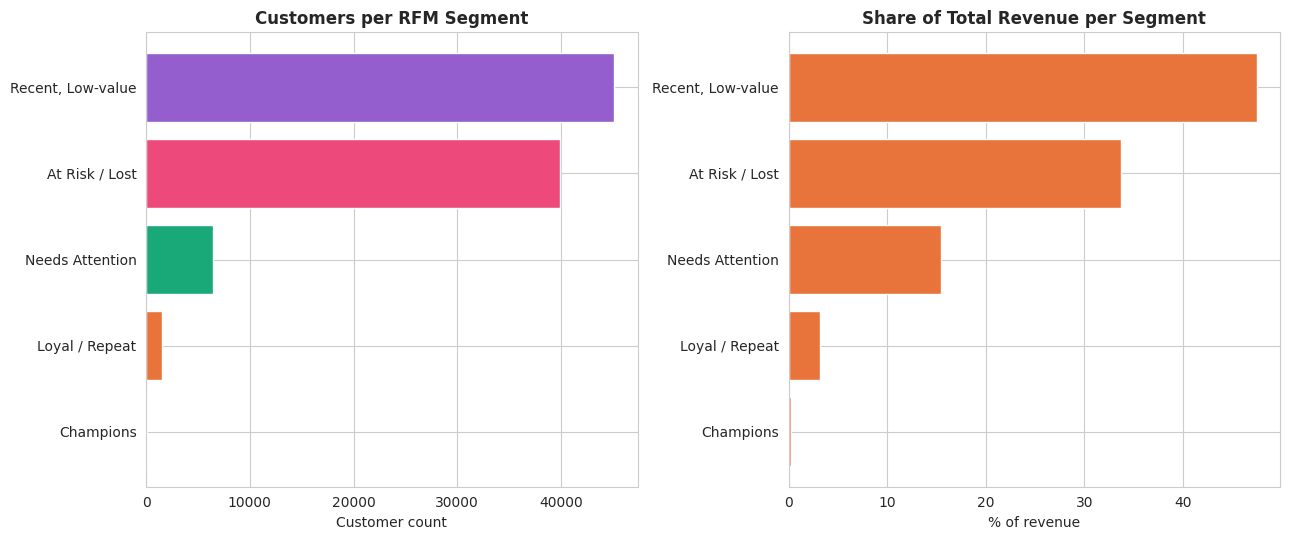 Customers per RFM Segment
Recent, Low-value
At Risk / Lost
Needs Attention
Loyal / Repeat
Champions
0 10000 20000 30000 40000
Customer count
Share of Total Revenue per Segment
Recent, Low-value
At Risk / Lost
Needs Attention
Loyal / Repeat
Champions
0 10 20 30 40
% of revenue